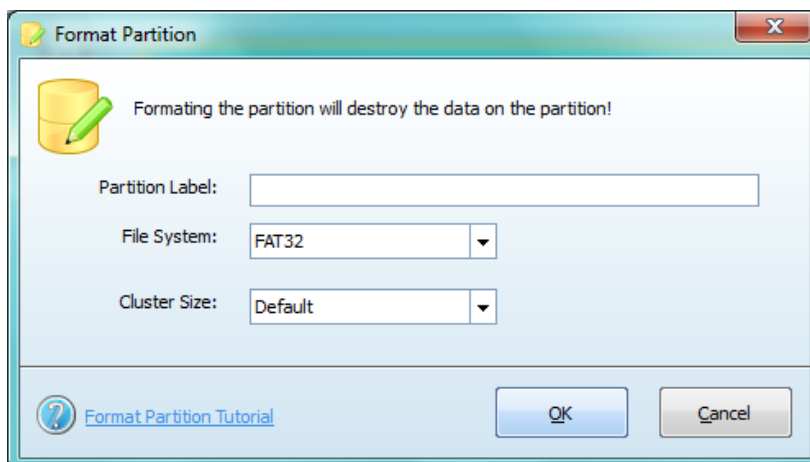 Format Partition
Formating the partition will destroy the data on the partition!
Partition Label:
File System: FAT32
Cluster Size: Default
Format Partition Tutorial OK Cancel